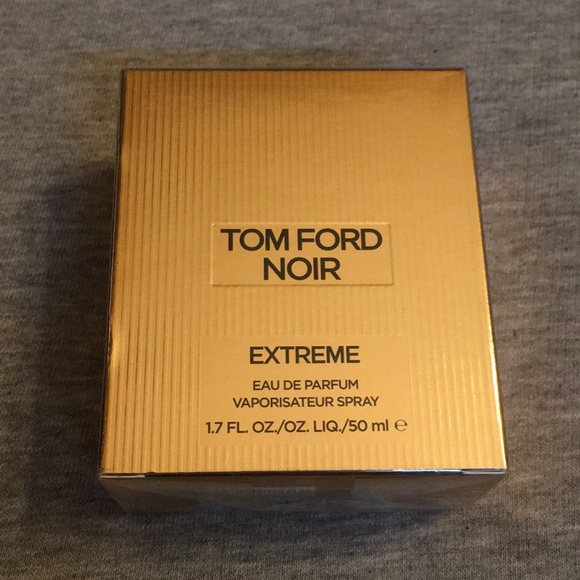 TOM FORD
NOIR
EXTREME
EAU DE PARFUM
VAPORISATEUR SPRAY
1.7 FL. OZ./OZ. LIQ./50 ml ℮